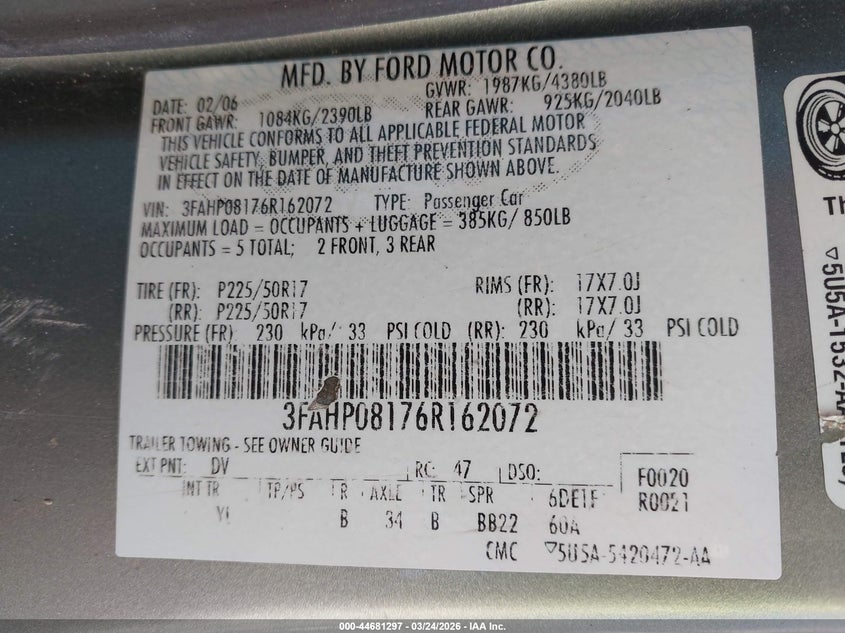 MFD. BY FORD MOTOR CO.
DATE: 02/06 GVWR: 1987KG/4380LB
FRONT GAWR: 1084KG/2390LB REAR GAWR: 925KG/2040LB
THIS VEHICLE CONFORMS TO ALL APPLICABLE FEDERAL MOTOR
VEHICLE SAFETY, BUMPER, AND THEFT PREVENTION STANDARDS
IN EFFECT ON THE DATE OF MANUFACTURE SHOWN ABOVE.
VIN: 3FAHP08176R162072 TYPE: Passenger Car
MAXIMUM LOAD = OCCUPANTS + LUGGAGE = 385KG/ 850LB
OCCUPANTS = 5 TOTAL; 2 FRONT, 3 REAR
TIRE (FR): P225/50R17 RIMS (FR): 17X7.0J
(RR): P225/50R17 (RR): 17X7.0J
PRESSURE (FR): 230 kPa/ 33 PSI COLD (RR): 230 kPa/ 33 PSI COLD
3FAHP08176R162072
TRAILER TOWING - SEE OWNER GUIDE
EXT PNT: DV RC: 47 DSO: F0020
INT TR TP/PS R AXLE TR SPR 6DE1F R0021
B 34 B BB22 60A
CMC ▽5U5A-5420472-AA
Th
▽5U5A-1532-A
000-44681297 - 03/24/2026 - IAA Inc.